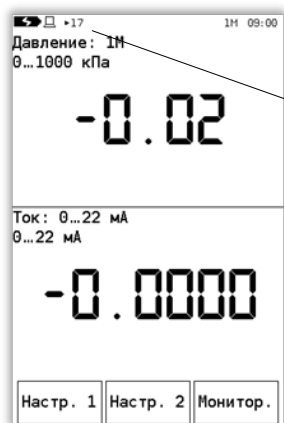 ▸17 1М 09:00
Давление: 1М
0…1000 кПа
-0.02
Ток: 0…22 мА
0…22 мА
-0.0000
Настр. 1 Настр. 2 Монитор.